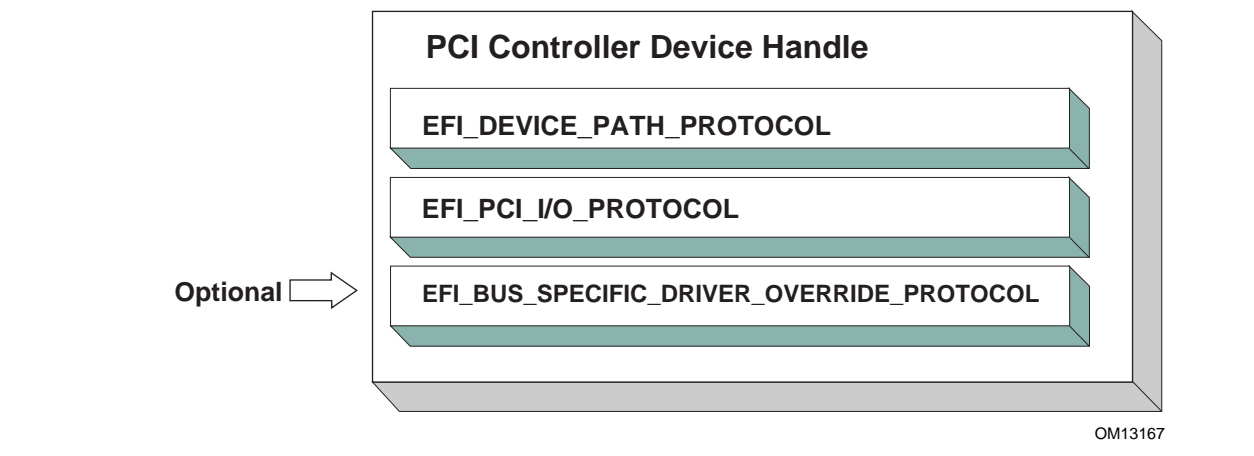 PCI Controller Device Handle
EFI_DEVICE_PATH_PROTOCOL
EFI_PCI_I/O_PROTOCOL
Optional
EFI_BUS_SPECIFIC_DRIVER_OVERRIDE_PROTOCOL
OM13167